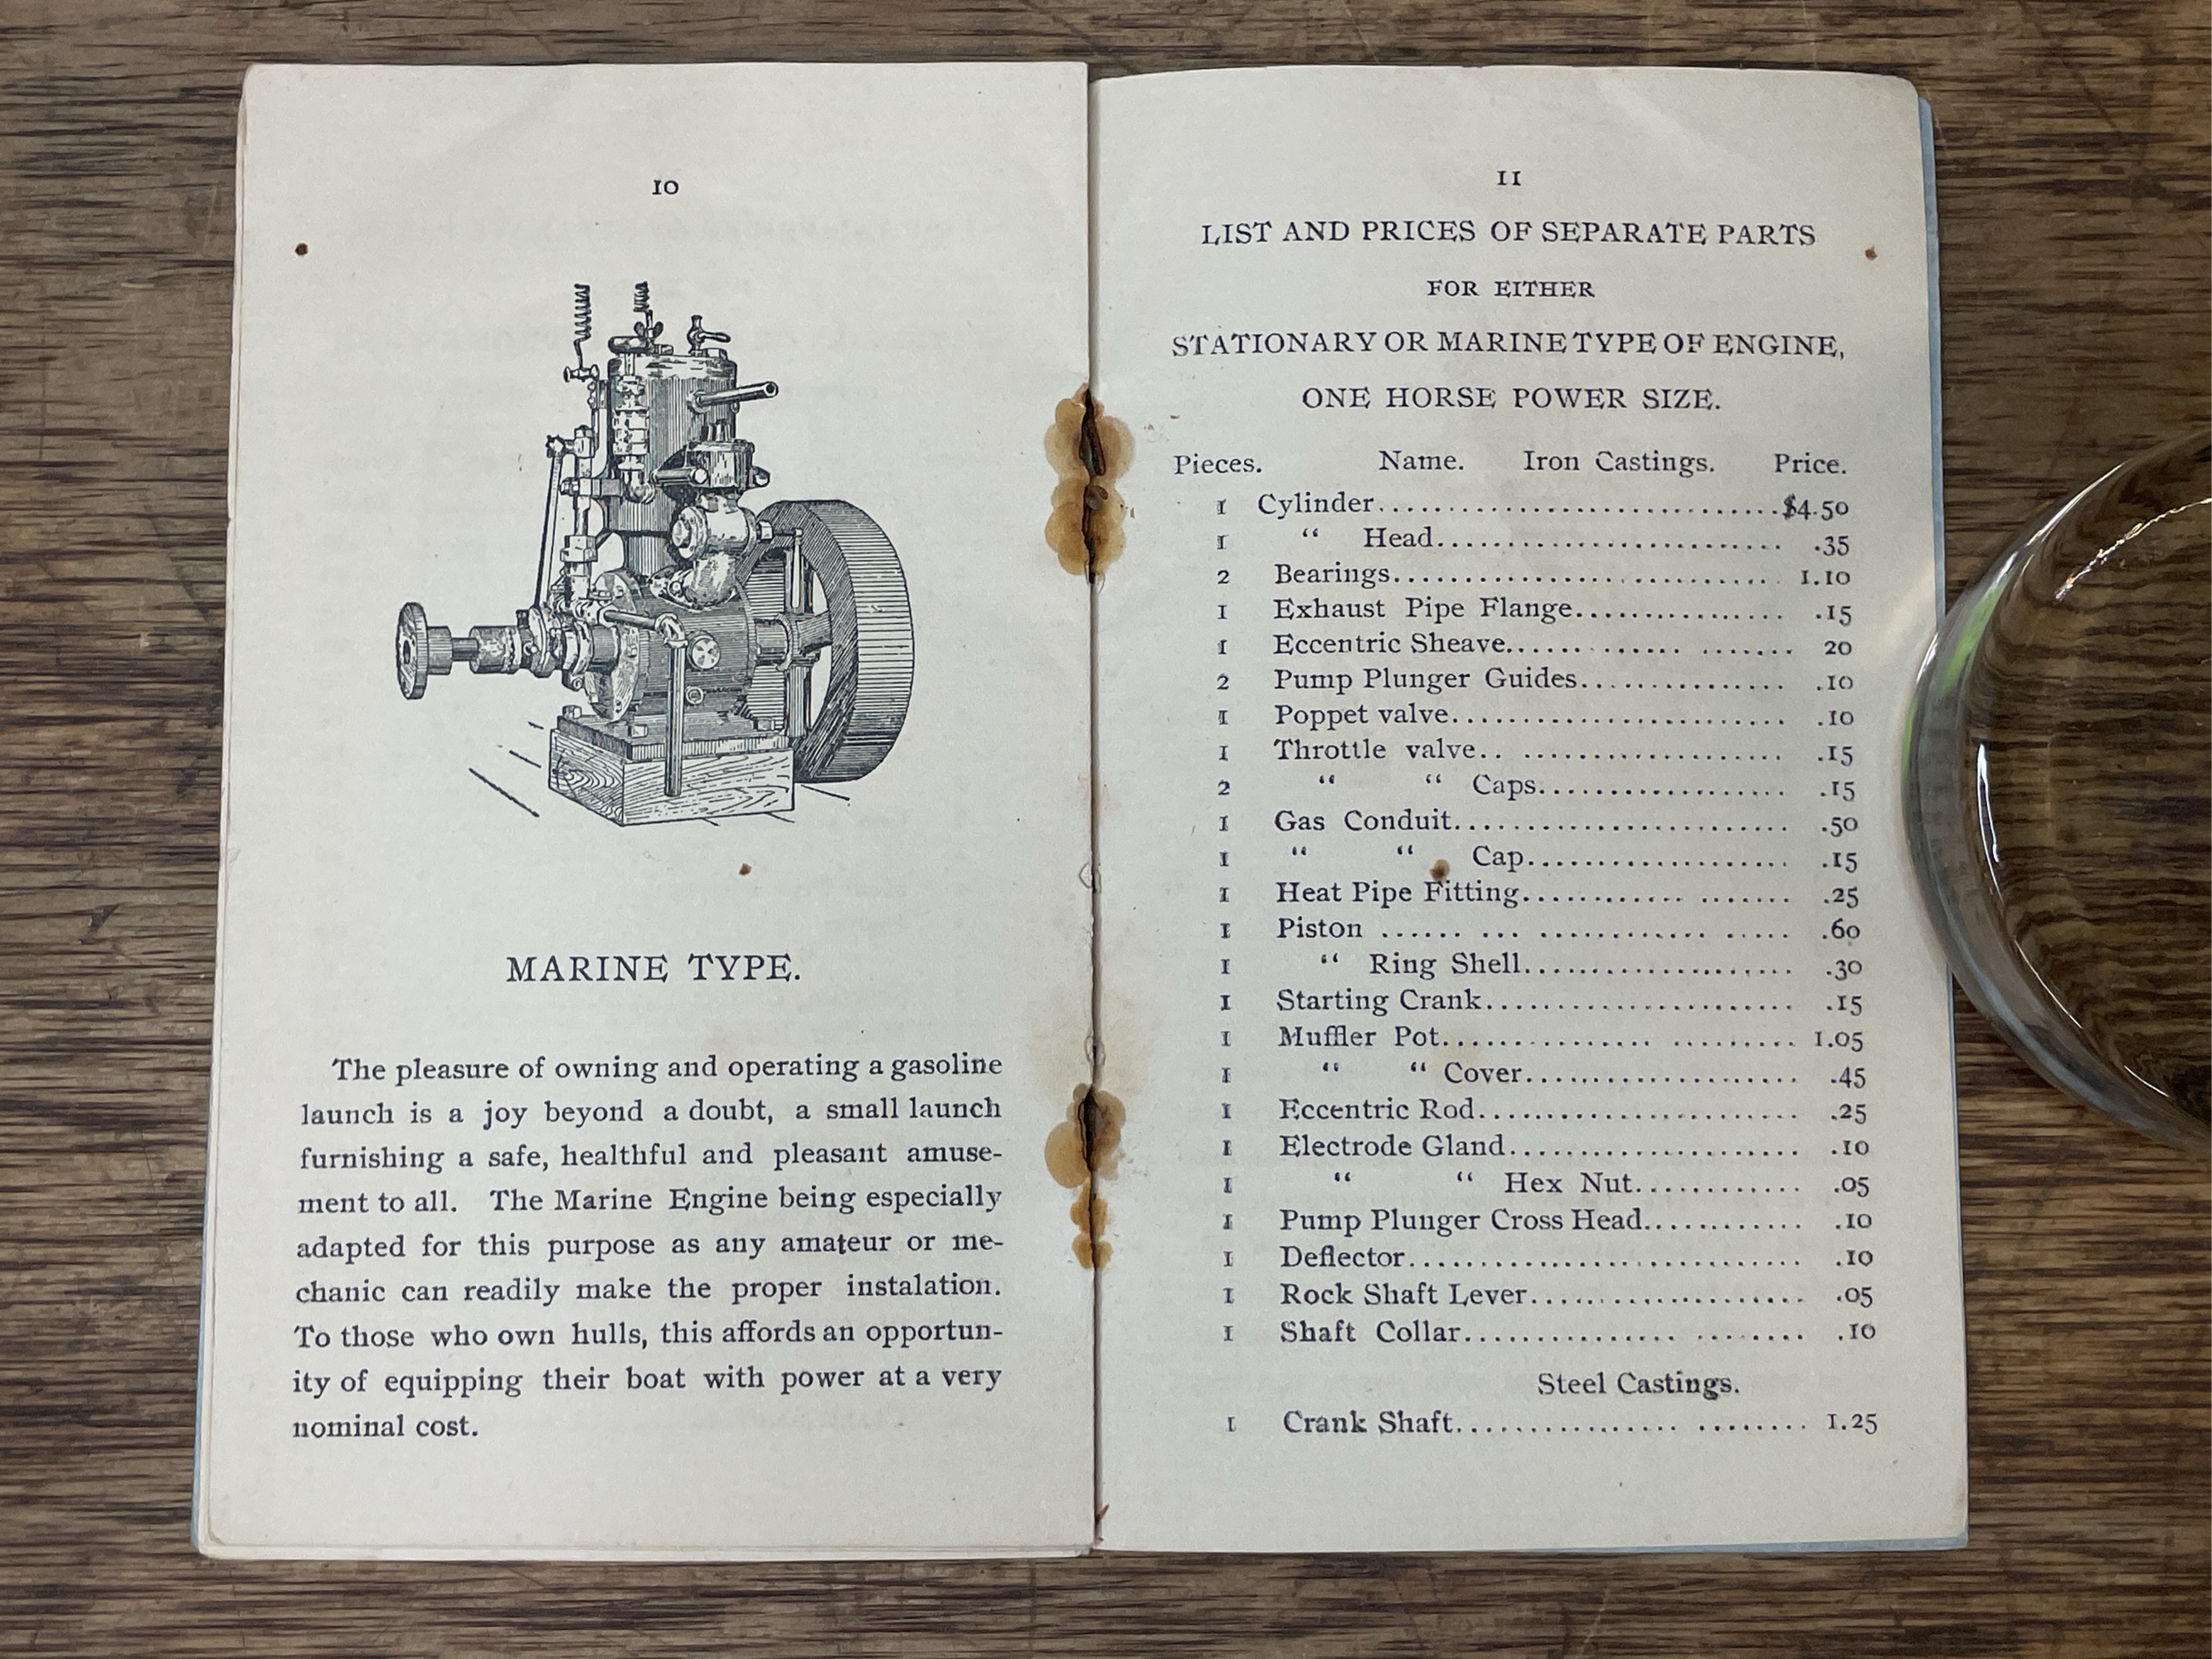 10
MARINE TYPE.
The pleasure of owning and operating a gasoline
launch is a joy beyond a doubt, a small launch
furnishing a safe, healthful and pleasant amuse-
ment to all. The Marine Engine being especially
adapted for this purpose as any amateur or me-
chanic can readily make the proper instalation.
To those who own hulls, this affords an opportun-
ity of equipping their boat with power at a very
nominal cost.
11
LIST AND PRICES OF SEPARATE PARTS
FOR EITHER
STATIONARY OR MARINE TYPE OF ENGINE,
ONE HORSE POWER SIZE.
Pieces. Name. Iron Castings. Price.
1 Cylinder..............................$4.50
1 “ Head.......................... .35
2 Bearings.............................. 1.10
1 Exhaust Pipe Flange................ .15
1 Eccentric Sheave...... ....... ....... 20
2 Pump Plunger Guides................ .10
1 Poppet valve......................... .10
1 Throttle valve.. ................... .15
2 “ “ Caps................... .15
1 Gas Conduit......................... .50
1 “ “ Cap.................... .15
1 Heat Pipe Fitting............ ....... .25
1 Piston ...... ... ............ ..... .60
1 “ Ring Shell.................... .30
1 Starting Crank....................... .15
1 Muffler Pot................ ......... 1.05
1 “ “ Cover..................... .45
1 Eccentric Rod........................ .25
1 Electrode Gland...................... .10
1 “ “ Hex Nut............ .05
1 Pump Plunger Cross Head............ .10
1 Deflector............................. .10
1 Rock Shaft Lever..................... .05
1 Shaft Collar................ ........ .10
Steel Castings.
1 Crank Shaft................ ........ 1.25